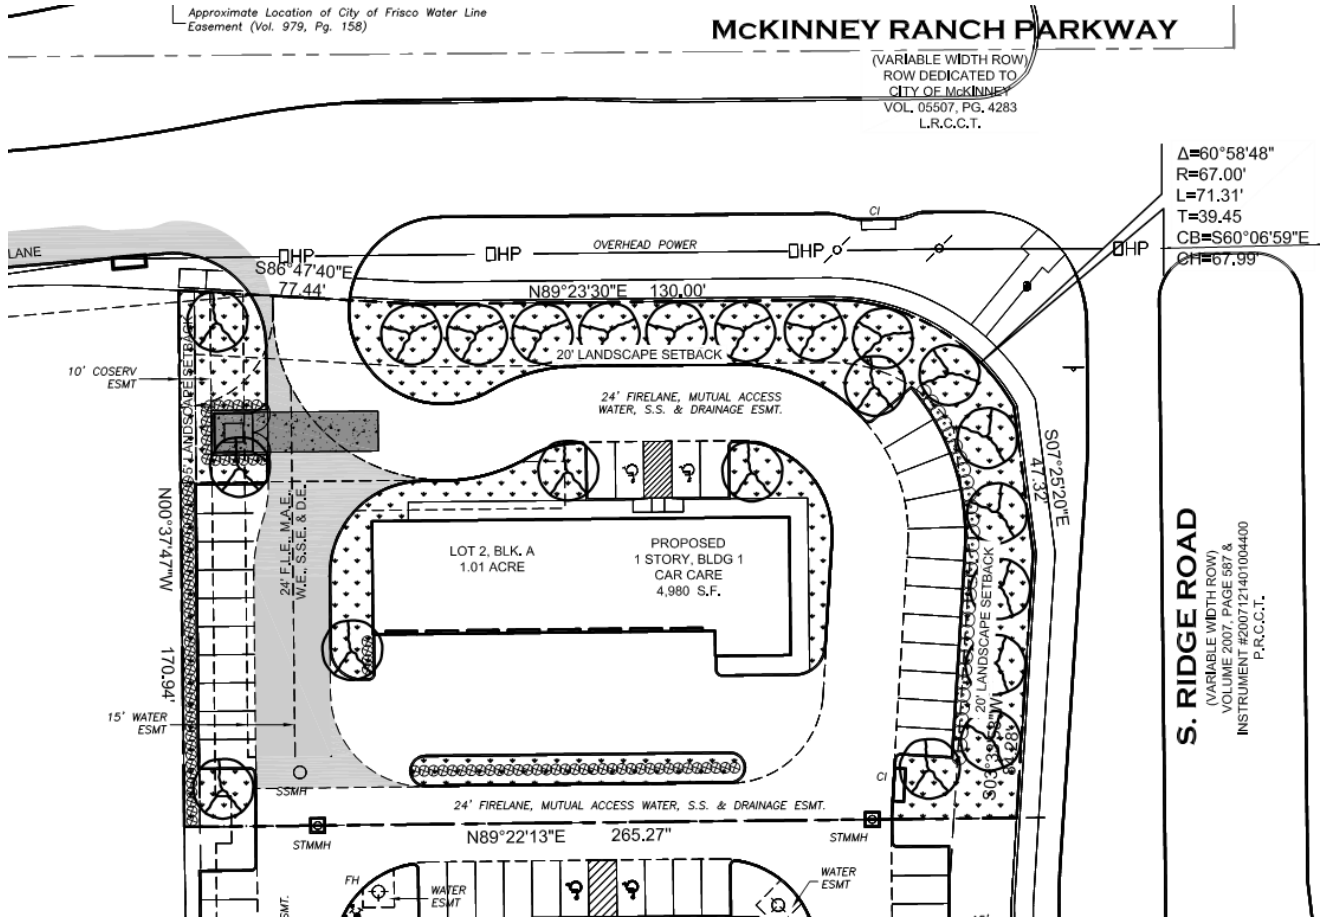 Approximate Location of City of Frisco Water Line
Easement (Vol. 979, Pg. 158)
McKINNEY RANCH PARKWAY
(VARIABLE WIDTH ROW)
ROW DEDICATED TO
CITY OF McKINNEY
VOL. 05507, PG. 4283
L.R.C.C.T.
Δ=60°58'48"
R=67.00'
L=71.31'
T=39.45
CB=S60°06'59"E
CH=67.99'
CI
LANE
HP
HP
OVERHEAD POWER
HP
HP
S86°47'40"E
77.44'
N89°23'30"E 130.00'
20' LANDSCAPE SETBACK
10' COSERV
ESMT
5' LANDSCAPE SETBACK
24' FIRELANE, MUTUAL ACCESS
WATER, S.S. & DRAINAGE ESMT.
S07°25'20"E
47.32'
N00°37'47"W 170.94'
24' F.L.E., M.A.E.,
W.E., S.S.E. & D.E.
LOT 2, BLK. A
1.01 ACRE
PROPOSED
1 STORY, BLDG 1
CAR CARE
4,980 S.F.
20' LANDSCAPE SETBACK
S. RIDGE ROAD
(VARIABLE WIDTH ROW)
VOLUME 2007, PAGE 587 &
INSTRUMENT #20071214010004400
P.R.C.C.T.
15' WATER
ESMT
SSMH
CI
24' FIRELANE, MUTUAL ACCESS WATER, S.S. & DRAINAGE ESMT.
N89°22'13"E 265.27"
STMMH
STMMH
FH
WATER
ESMT
WATER
ESMT